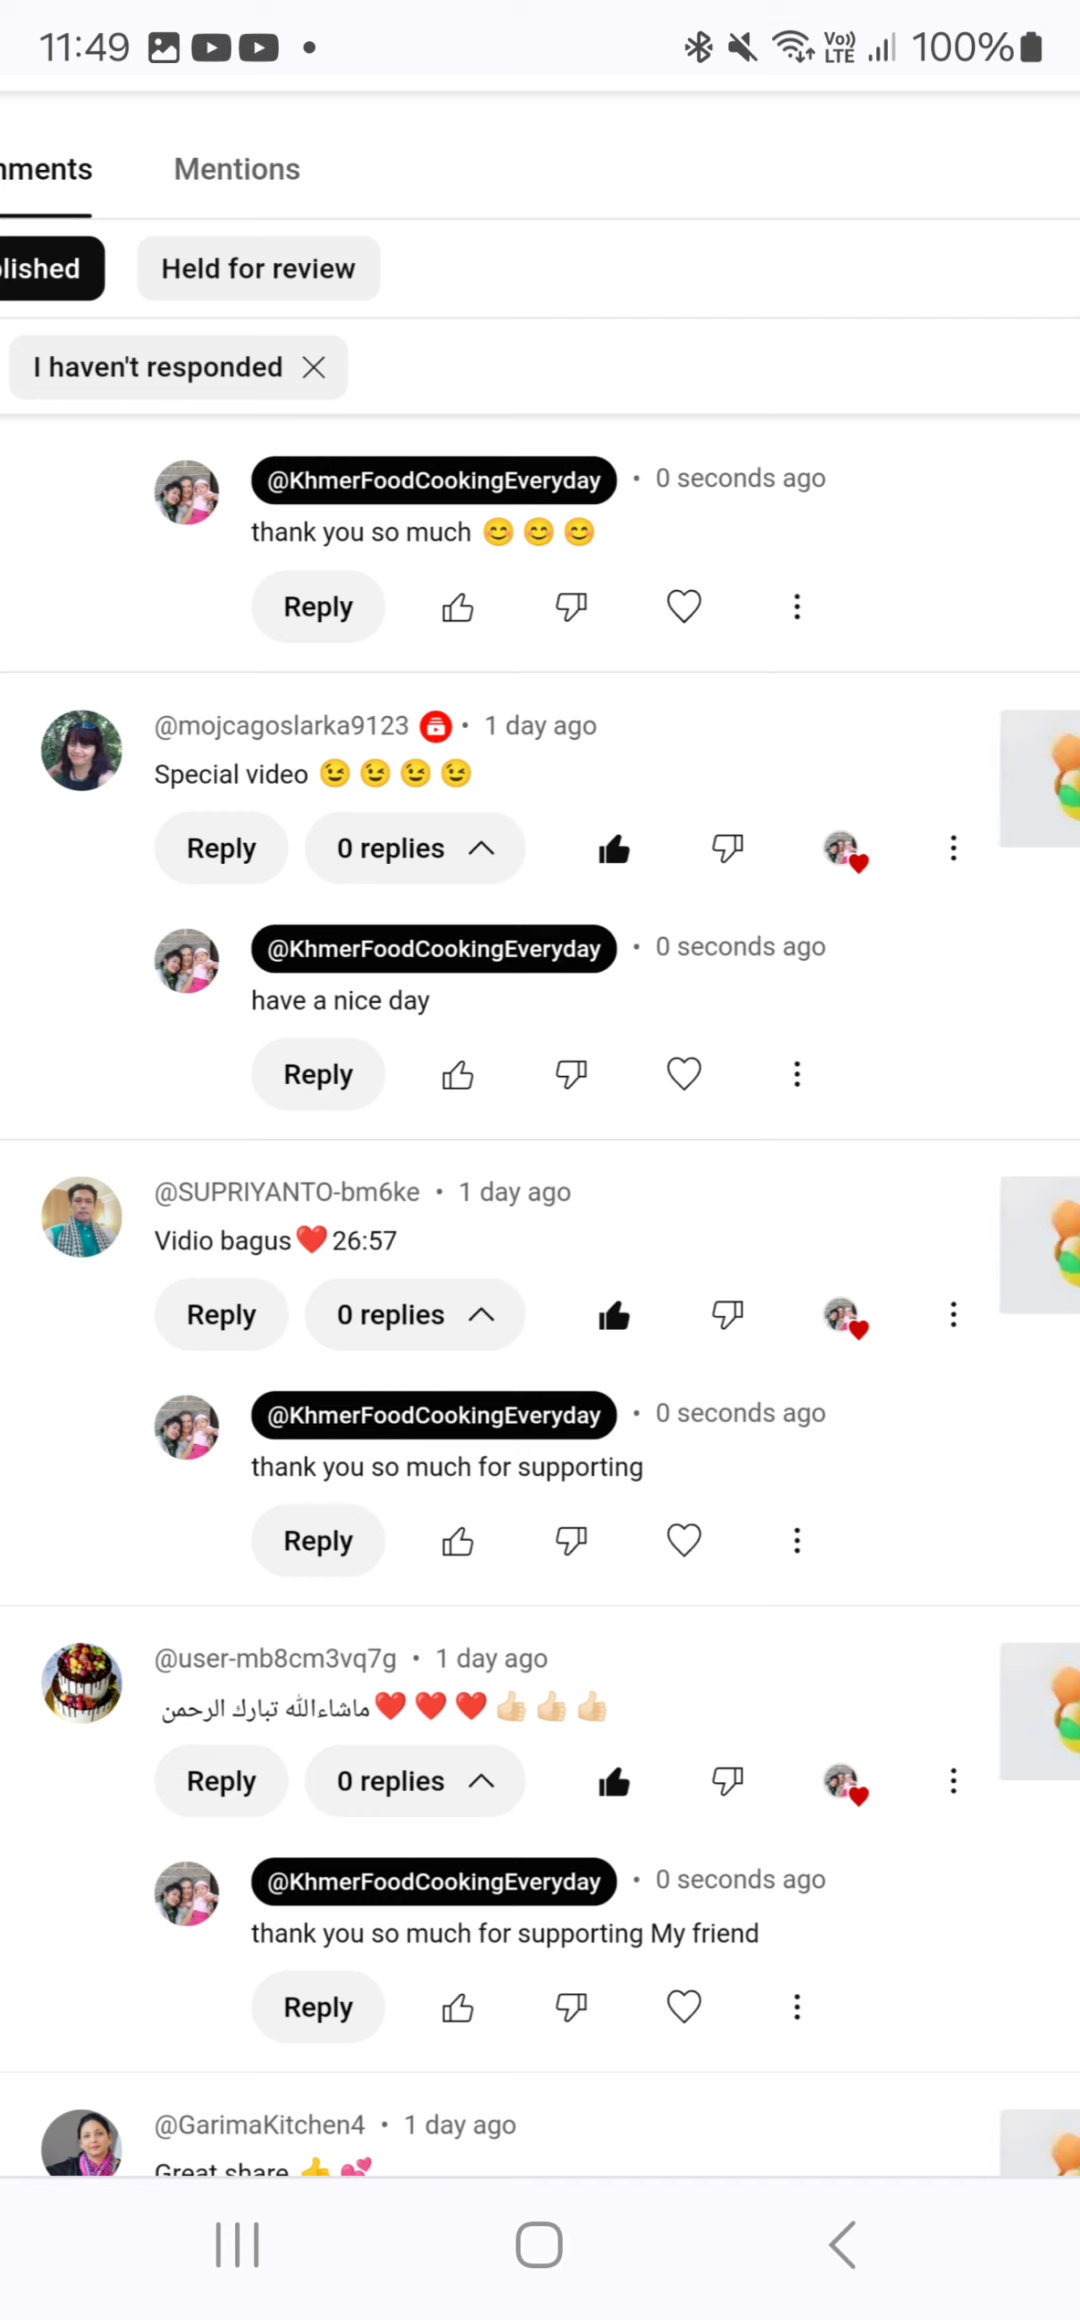 11:49 Vo)) LTE 100%
mments Mentions
lished Held for review
I haven't responded
@KhmerFoodCookingEveryday • 0 seconds ago
thank you so much 😊 😊 😊
Reply
@mojcagoslarka9123 • 1 day ago
Special video 😉 😉 😉 😉
Reply 0 replies
@KhmerFoodCookingEveryday • 0 seconds ago
have a nice day
Reply
@SUPRIYANTO-bm6ke • 1 day ago
Vidio bagus❤️26:57
Reply 0 replies
@KhmerFoodCookingEveryday • 0 seconds ago
thank you so much for supporting
Reply
@user-mb8cm3vq7g • 1 day ago
ماشاءالله تبارك الرحمن❤️ ❤️ ❤️ 👍🏻 👍🏻 👍🏻
Reply 0 replies
@KhmerFoodCookingEveryday • 0 seconds ago
thank you so much for supporting My friend
Reply
@GarimaKitchen4 • 1 day ago
Great share 👍 💕